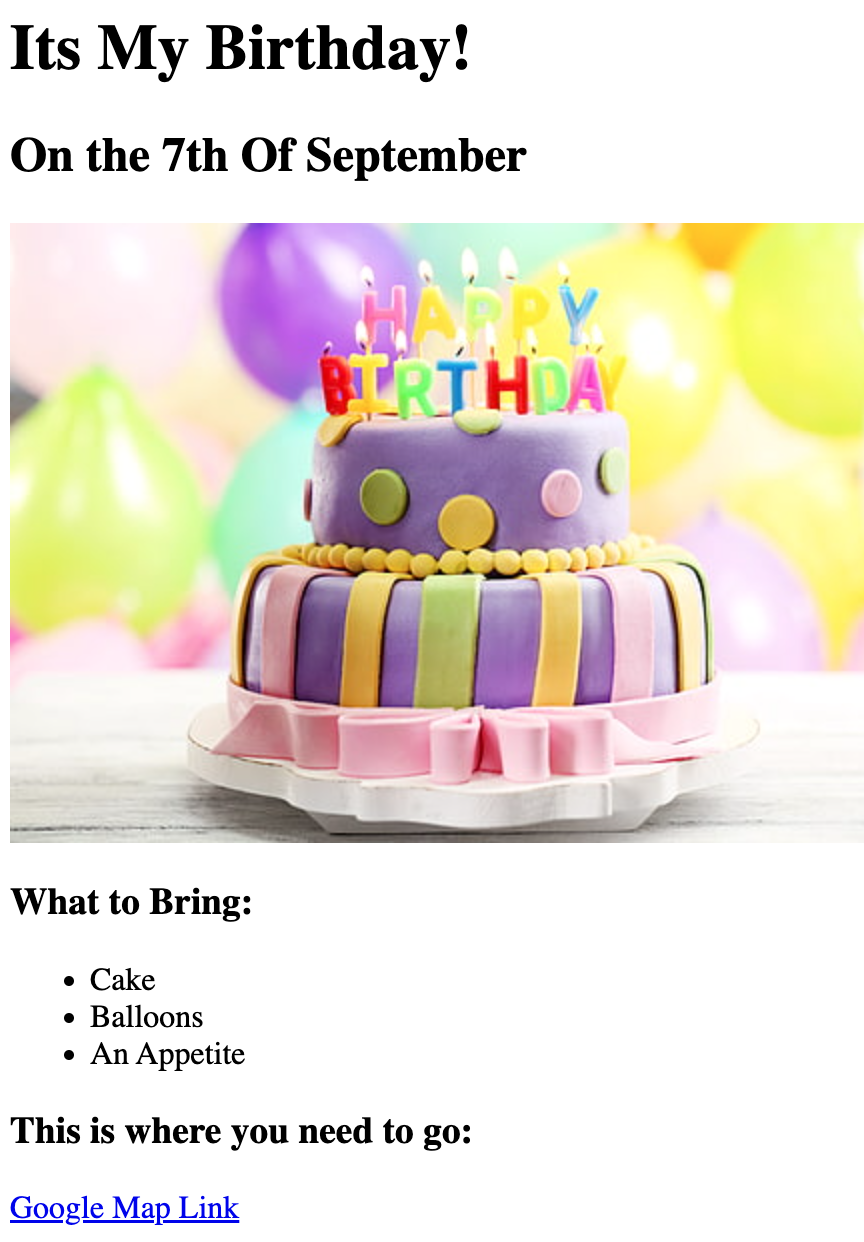 Its My Birthday!
On the 7th Of September
HAPPY
BIRTHDAY
What to Bring:
Cake
Balloons
An Appetite
This is where you need to go:
Google Map Link